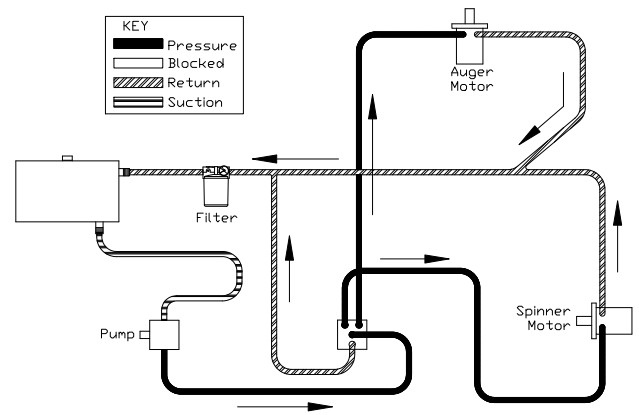 KEY
Pressure
Blocked
Return
Suction
Auger
Motor
Filter
Pump
Spinner
Motor